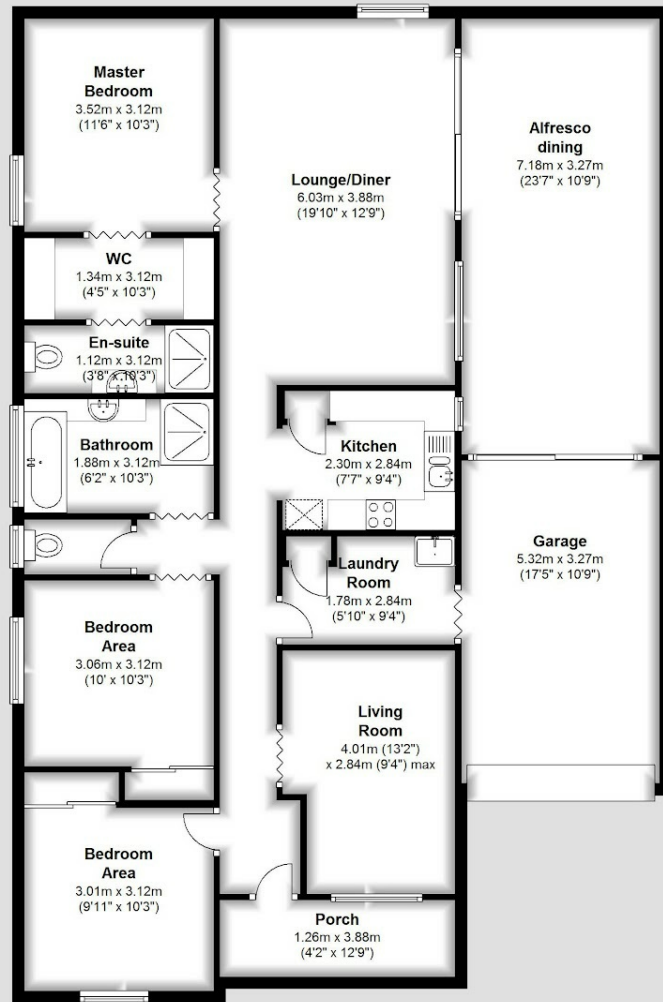 Master
Bedroom
3.52m x 3.12m
(11'6" x 10'3")
Lounge/Diner
6.03m x 3.88m
(19'10" x 12'9")
Alfresco
dining
7.18m x 3.27m
(23'7" x 10'9")
WC
1.34m x 3.12m
(4'5" x 10'3")
En-suite
1.12m x 3.12m
(3'8" x 10'3")
Bathroom
1.88m x 3.12m
(6'2" x 10'3")
Kitchen
2.30m x 2.84m
(7'7" x 9'4")
Laundry
Room
1.78m x 2.84m
(5'10" x 9'4")
Garage
5.32m x 3.27m
(17'5" x 10'9")
Bedroom
Area
3.06m x 3.12m
(10' x 10'3")
Living
Room
4.01m (13'2")
x 2.84m (9'4") max
Bedroom
Area
3.01m x 3.12m
(9'11" x 10'3")
Porch
1.26m x 3.88m
(4'2" x 12'9")